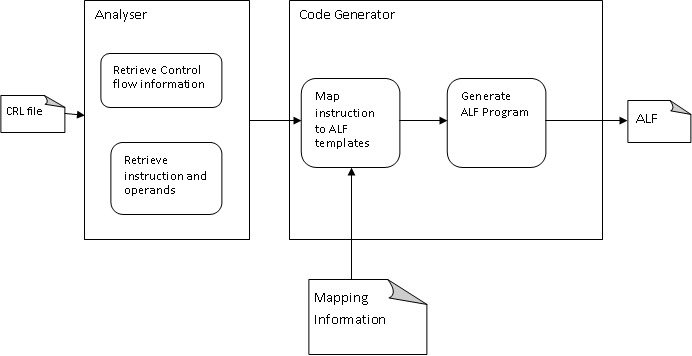 Analyser
Code Generator
Retrieve Control
flow information
CRL file
Map
instruction
to ALF
templates
Generate
ALF Program
ALF
Retrieve
instruction and
operands
Mapping
Information